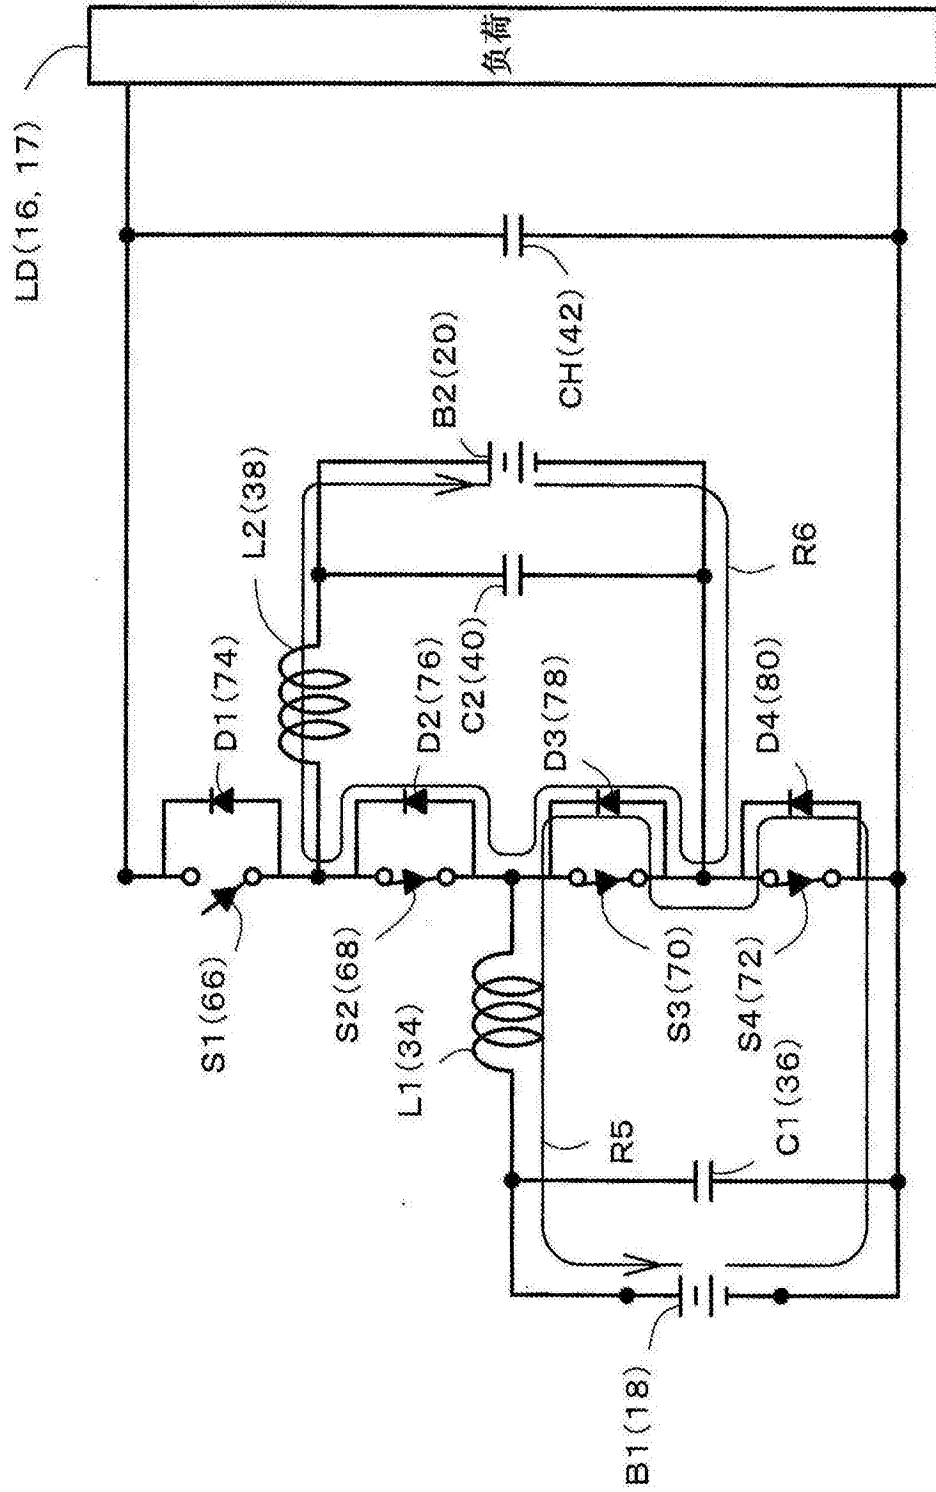 LD(16, 17)
负荷
CH(42)
B2(20)
L2(38)
C2(40)
R6
D1(74)
D2(76)
D3(78)
D4(80)
S1(66)
S2(68)
S3(70)
S4(72)
L1(34)
R5
C1(36)
B1(18)